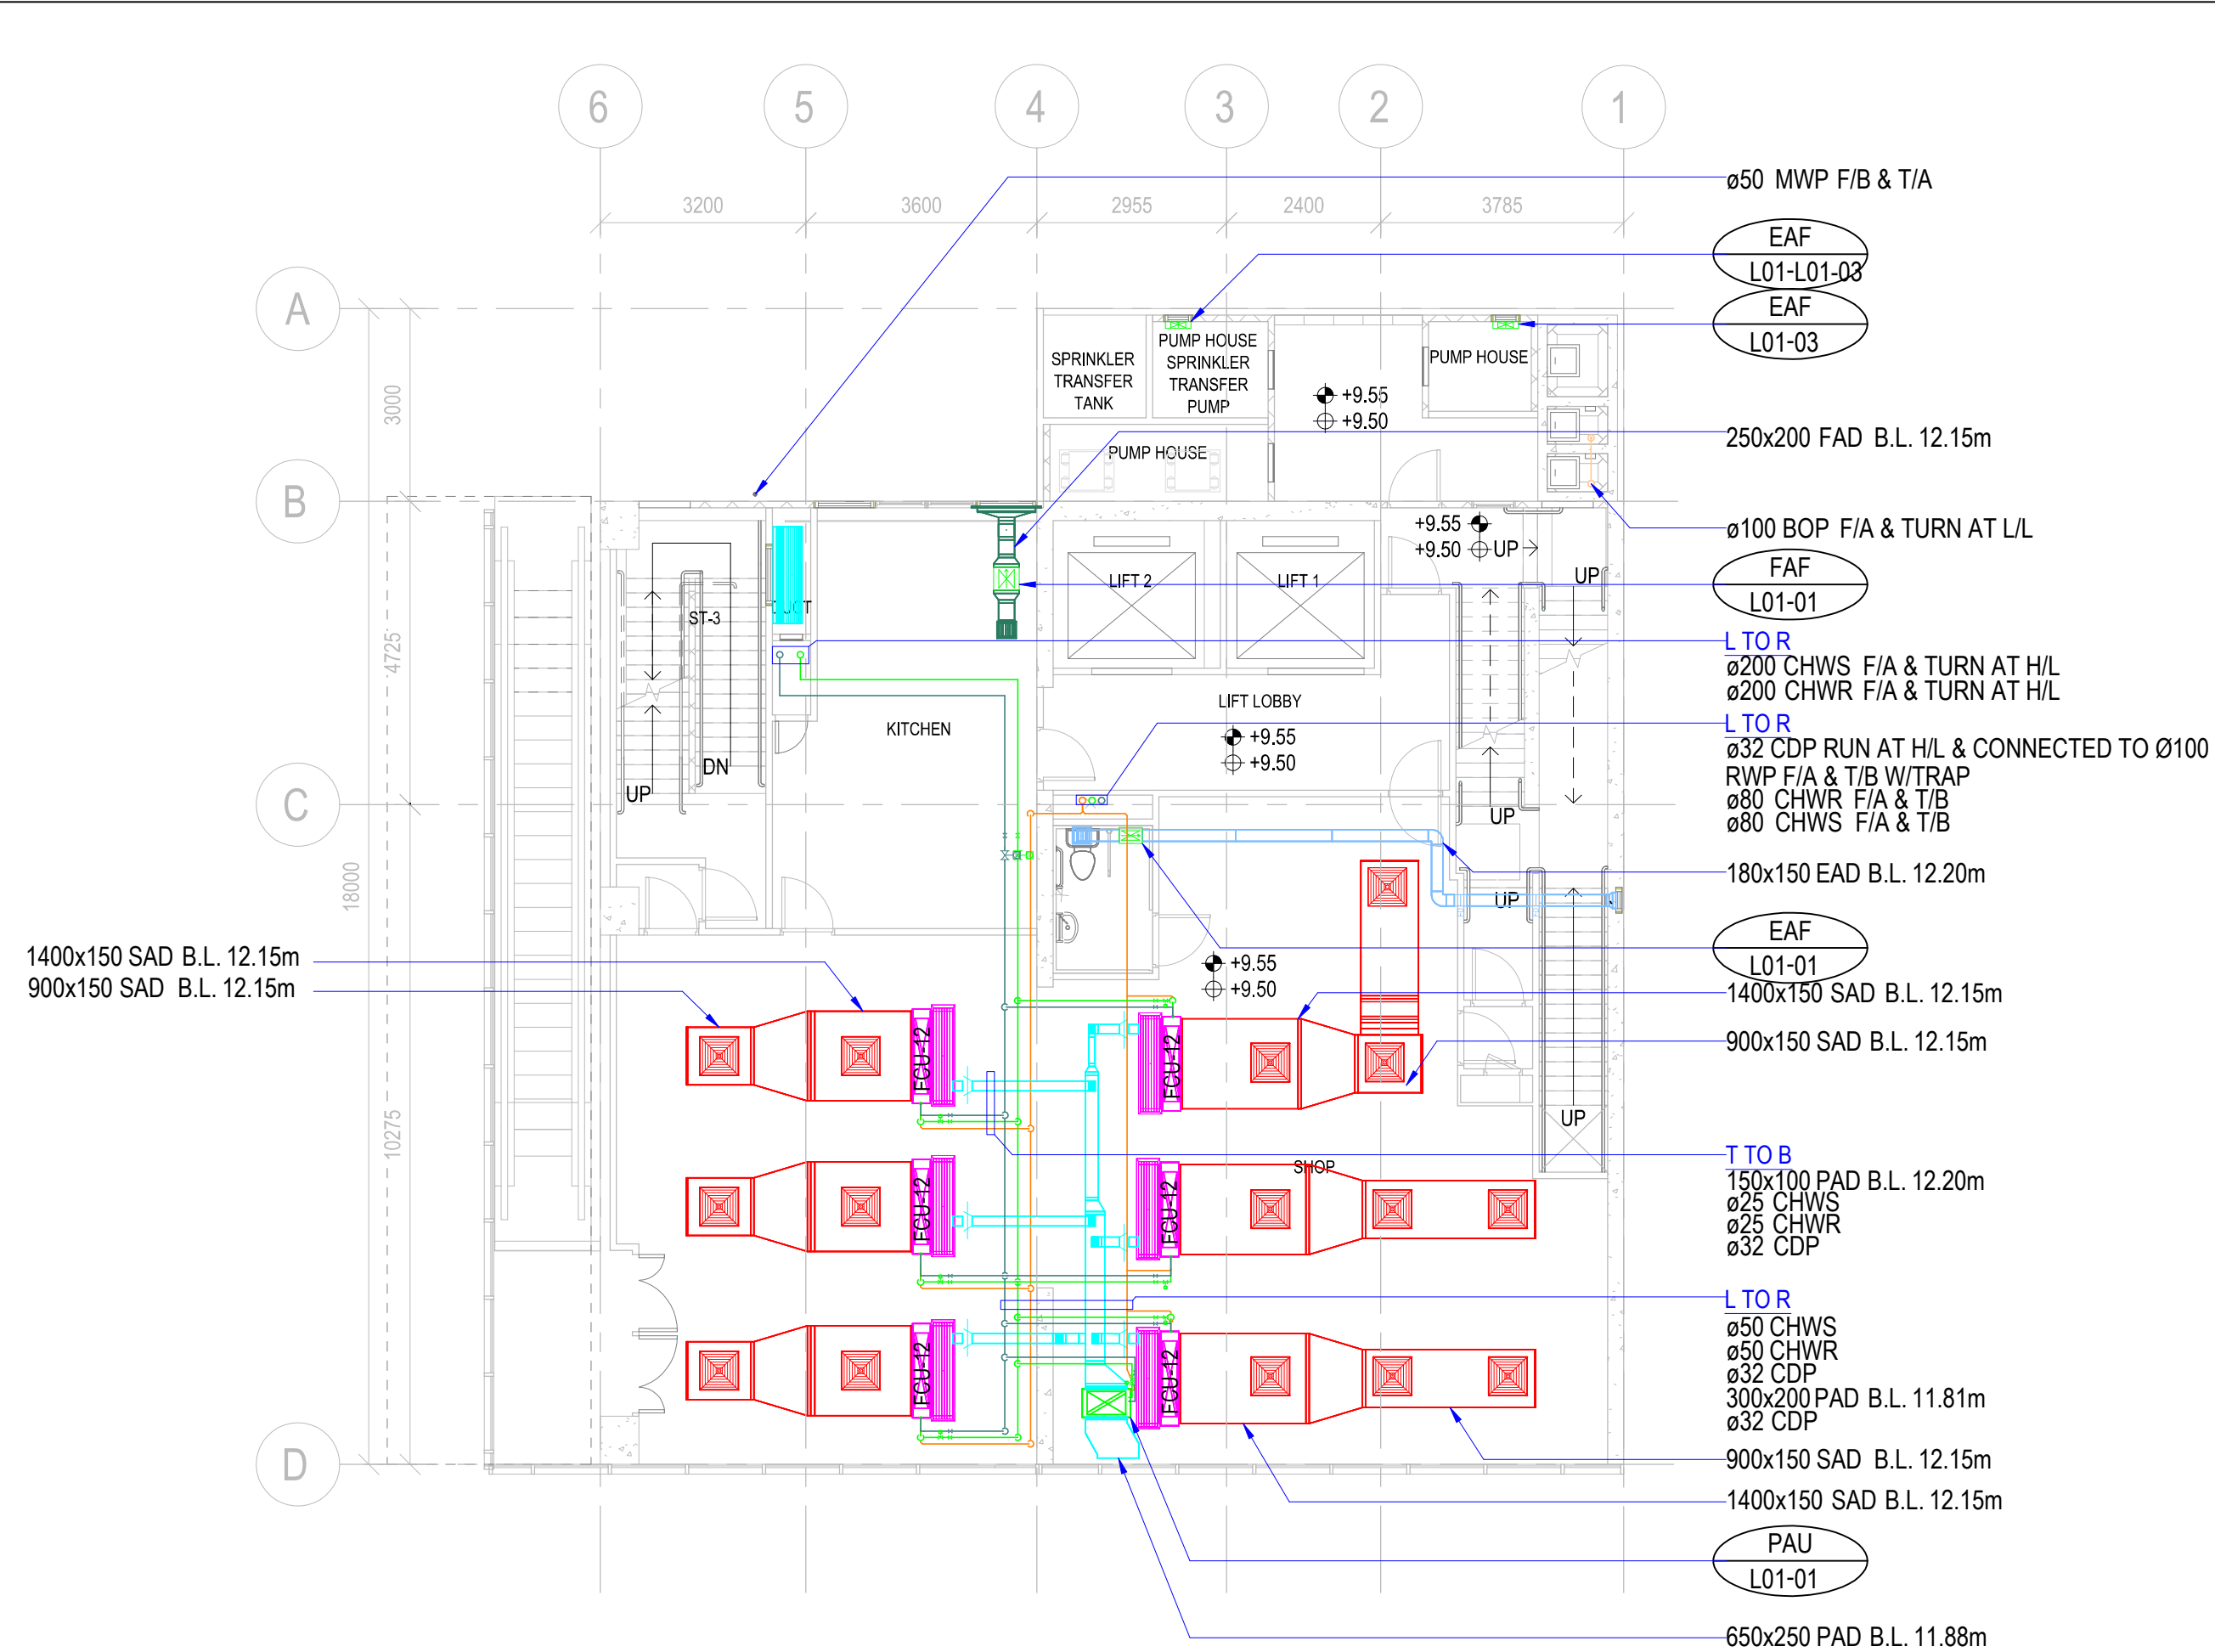 6
5
4
3
2
1
3200
3600
2955
2400
3785
A
B
C
D
3000
4725
18000
10275
ø50 MWP F/B & T/A
EAF
L01-L01-03
EAF
L01-03
250x200 FAD B.L. 12.15m
ø100 BOP F/A & TURN AT L/L
FAF
L01-01
L TO R
ø200 CHWS F/A & TURN AT H/L
ø200 CHWR F/A & TURN AT H/L
L TO R
ø32 CDP RUN AT H/L & CONNECTED TO Ø100
RWP F/A & T/B W/TRAP
ø80 CHWR F/A & T/B
ø80 CHWS F/A & T/B
180x150 EAD B.L. 12.20m
EAF
L01-01
1400x150 SAD B.L. 12.15m
900x150 SAD B.L. 12.15m
T TO B
150x100 PAD B.L. 12.20m
ø25 CHWS
ø25 CHWR
ø32 CDP
L TO R
ø50 CHWS
ø50 CHWR
ø32 CDP
300x200 PAD B.L. 11.81m
ø32 CDP
900x150 SAD B.L. 12.15m
1400x150 SAD B.L. 12.15m
PAU
L01-01
650x250 PAD B.L. 11.88m
1400x150 SAD B.L. 12.15m
900x150 SAD B.L. 12.15m
SPRINKLER
TRANSFER
TANK
PUMP HOUSE
SPRINKLER
TRANSFER
PUMP
PUMP HOUSE
+9.55
+9.50
PUMP HOUSE
+9.55
+9.50
UP
UP
LIFT 2
LIFT 1
ST-3
LIFT LOBBY
+9.55
+9.50
KITCHEN
DN
UP
UP
UP
+9.55
+9.50
FCU-12
FCU-12
UP
SHOP
FCU-12
FCU-12
FCU-12
FCU-12